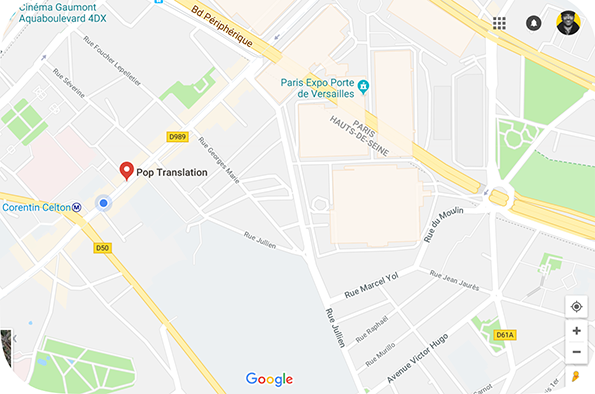 Cinéma Gaumont
Aquaboulevard 4DX
Bd Périphérique
Rue Foucher Lepelletier
Rue Séverine
Paris Expo Porte
de Versailles
PARIS
HAUTS-DE-SEINE
D989
Rue Georges Marie
Pop Translation
Corentin Celton
M
D50
Rue Jullien
Rue du Moulin
Rue Marcel Yol
Rue Jean Jaurès
Rue Jullien
Rue Raphaël
Rue Murillo
Avenue Victor Hugo
D61A
Carnot
Google